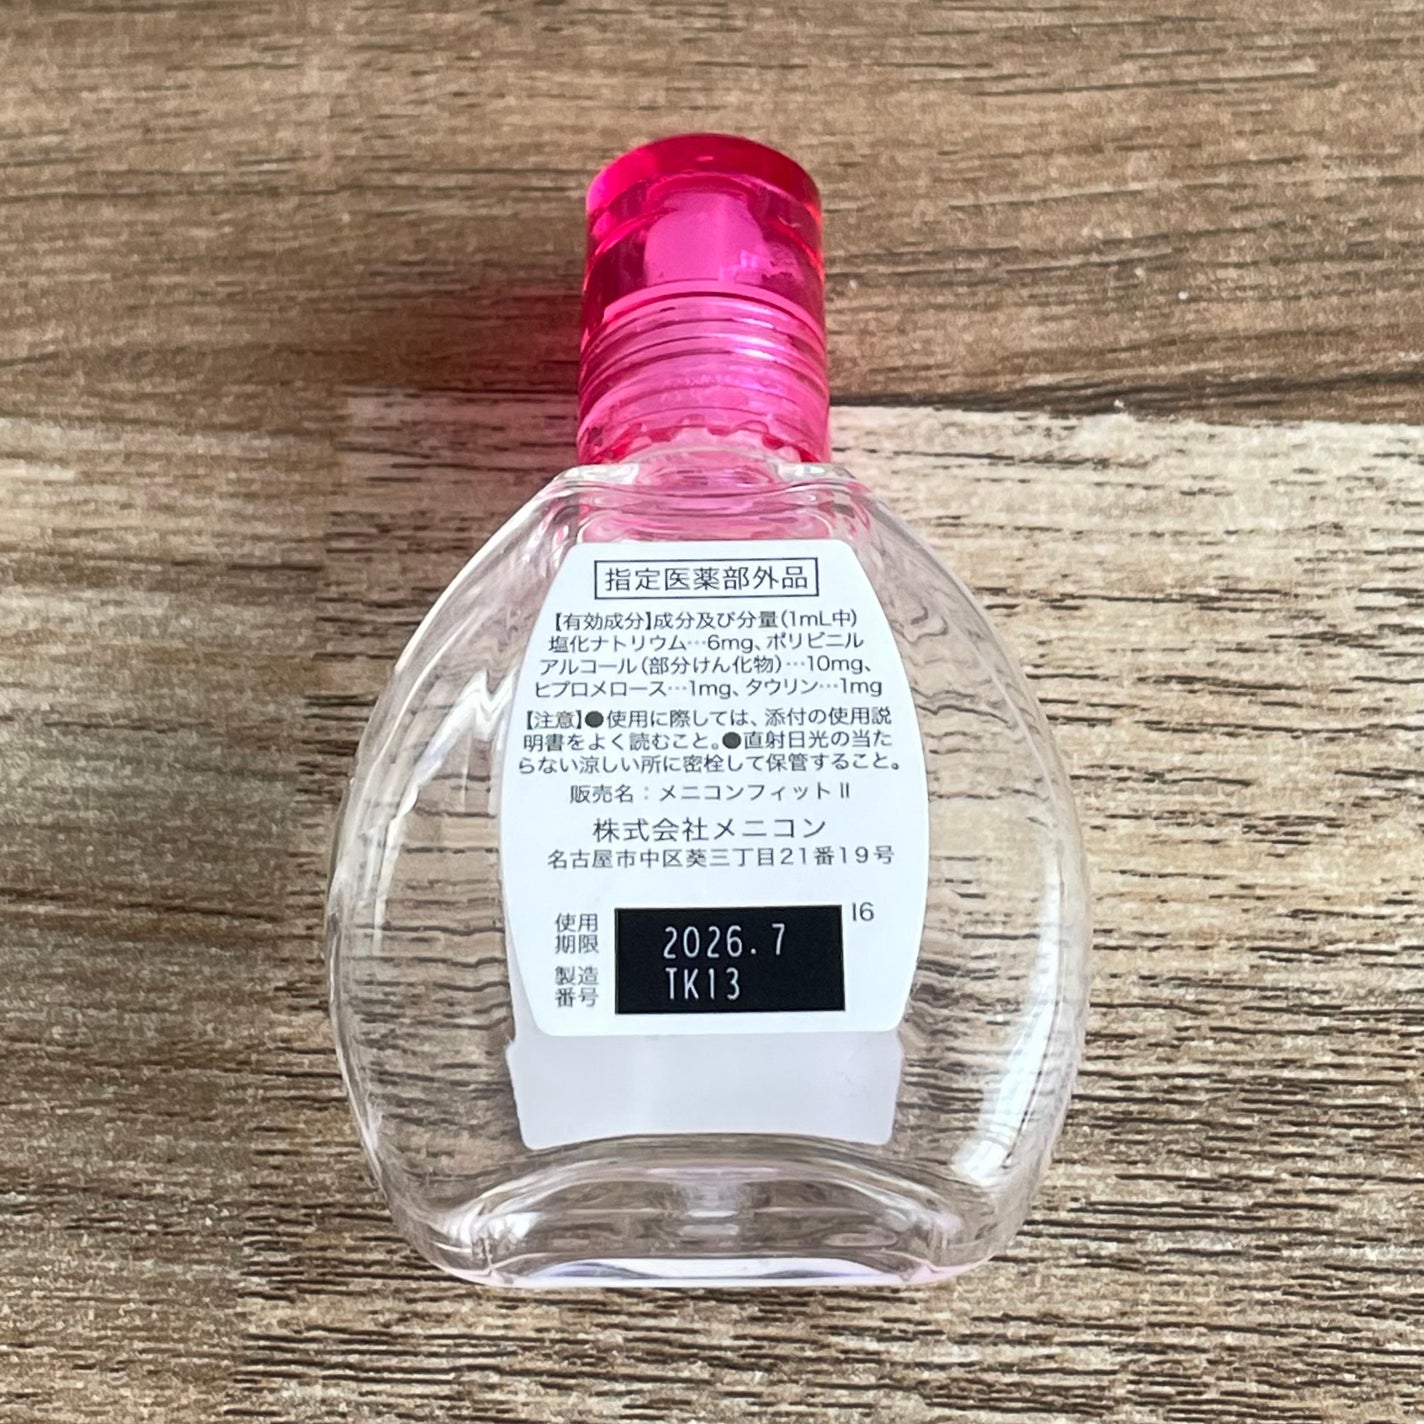 指定医薬部外品
【有効成分】成分及び分量(1mL中)
塩化ナトリウム…6mg、ポリビニル
アルコール(部分けん化物)…10mg、
ヒプロメロース…1mg、タウリン…1mg
【注意】●使用に際しては、添付の使用説
明書をよく読むこと。●直射日光の当た
らない涼しい所に密栓して保管すること。
販売名：メニコンフィットⅡ
株式会社メニコン
名古屋市中区葵三丁目21番19号
I6
使用
期限
2026.7
製造
番号
TK13